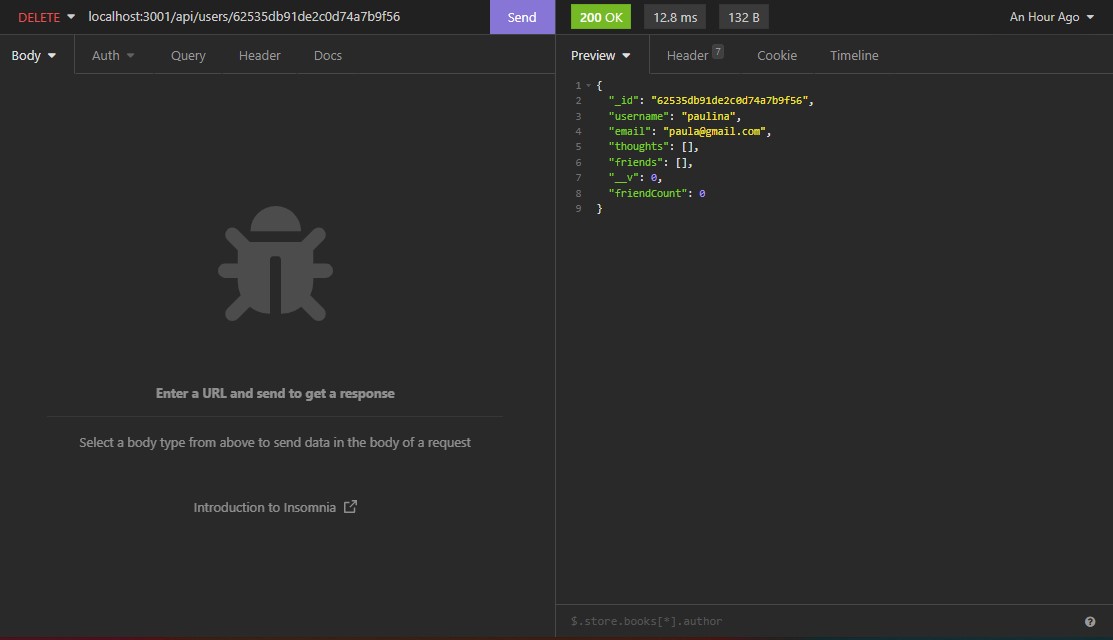 DELETE localhost:3001/api/users/62535db91de2c0d74a7b9f56 Send 200 OK 12.8 ms 132 B An Hour Ago
Body Auth Query Header Docs Preview Header 7 Cookie Timeline
1 {
2 "_id": "62535db91de2c0d74a7b9f56",
3 "username": "paulina",
4 "email": "paula@gmail.com",
5 "thoughts": [],
6 "friends": [],
7 "__v": 0,
8 "friendCount": 0
9 }
Enter a URL and send to get a response
Select a body type from above to send data in the body of a request
Introduction to Insomnia
$.store.books[*].author ?